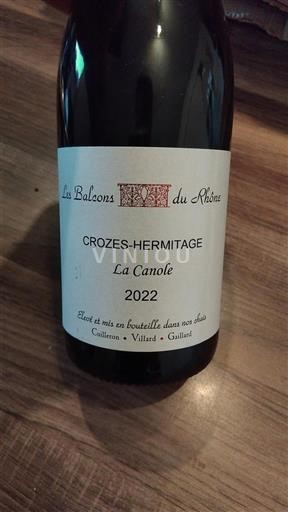 Les Balcons du Rhône
CROZES-HERMITAGE
VINIOU
La Canole
2022
Elevé et mis en bouteille dans nos chais
Cuilleron • Villard • Gaillard